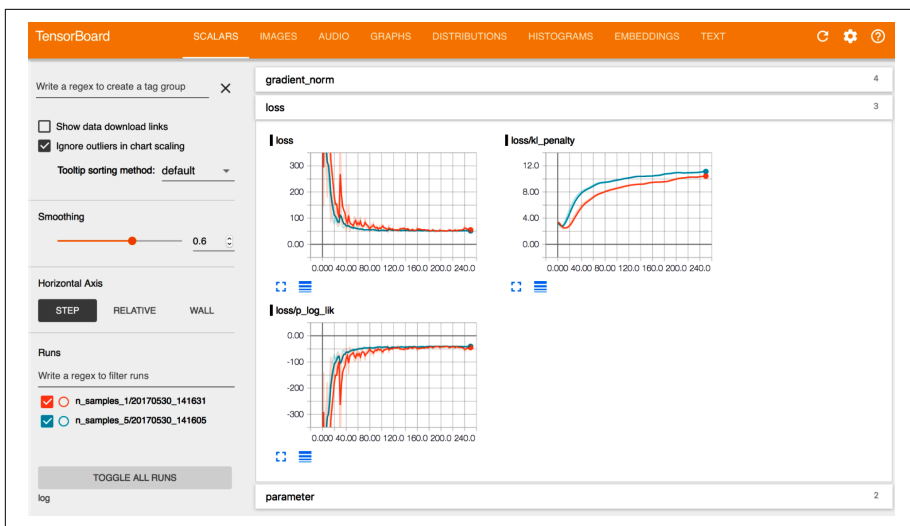 TensorBoard SCALARS IMAGES AUDIO GRAPHS DISTRIBUTIONS HISTOGRAMS EMBEDDINGS TEXT
Write a regex to create a tag group
Show data download links
Ignore outliers in chart scaling
Tooltip sorting method: default
Smoothing
0.6
Horizontal Axis
STEP RELATIVE WALL
Runs
Write a regex to filter runs
n_samples_1/20170530_141631
n_samples_5/20170530_141605
TOGGLE ALL RUNS
log
gradient_norm 4
loss 3
loss
300
200
100
0.00
0.000 40.00 80.00 120.0 160.0 200.0 240.0
loss/kl_penalty
12.0
8.00
4.00
0.00
0.000 40.00 80.00 120.0 160.0 200.0 240.0
loss/p_log_lik
0.00
-100
-200
-300
0.000 40.00 80.00 120.0 160.0 200.0 240.0
parameter 2